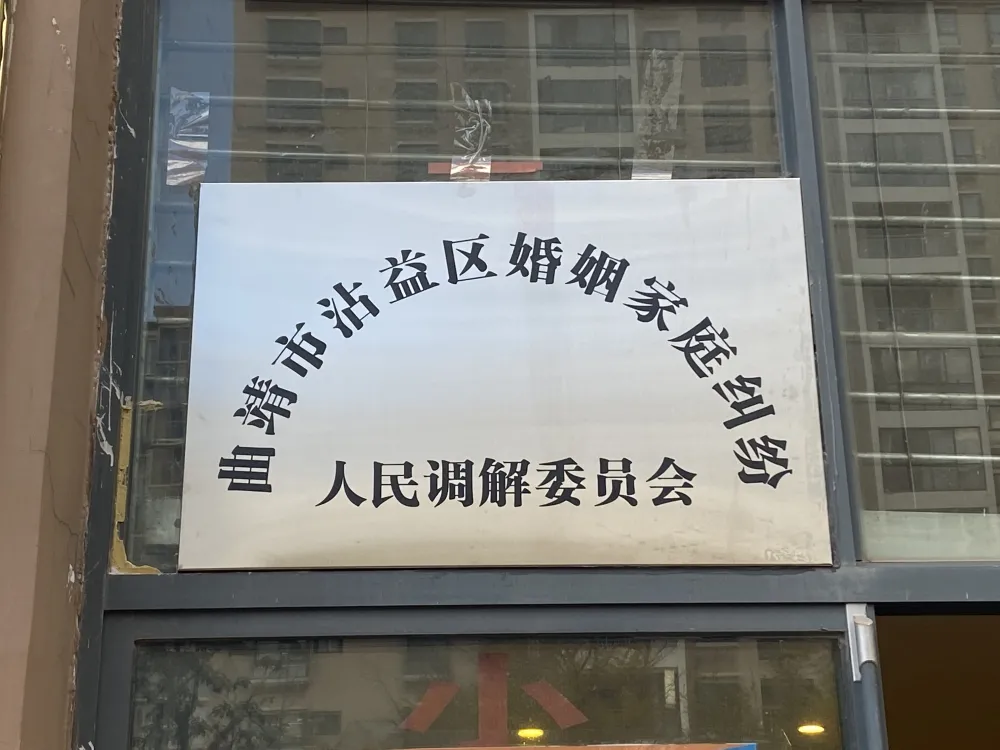 曲靖市沾益区婚姻家庭纠纷
人民调解委员会
小